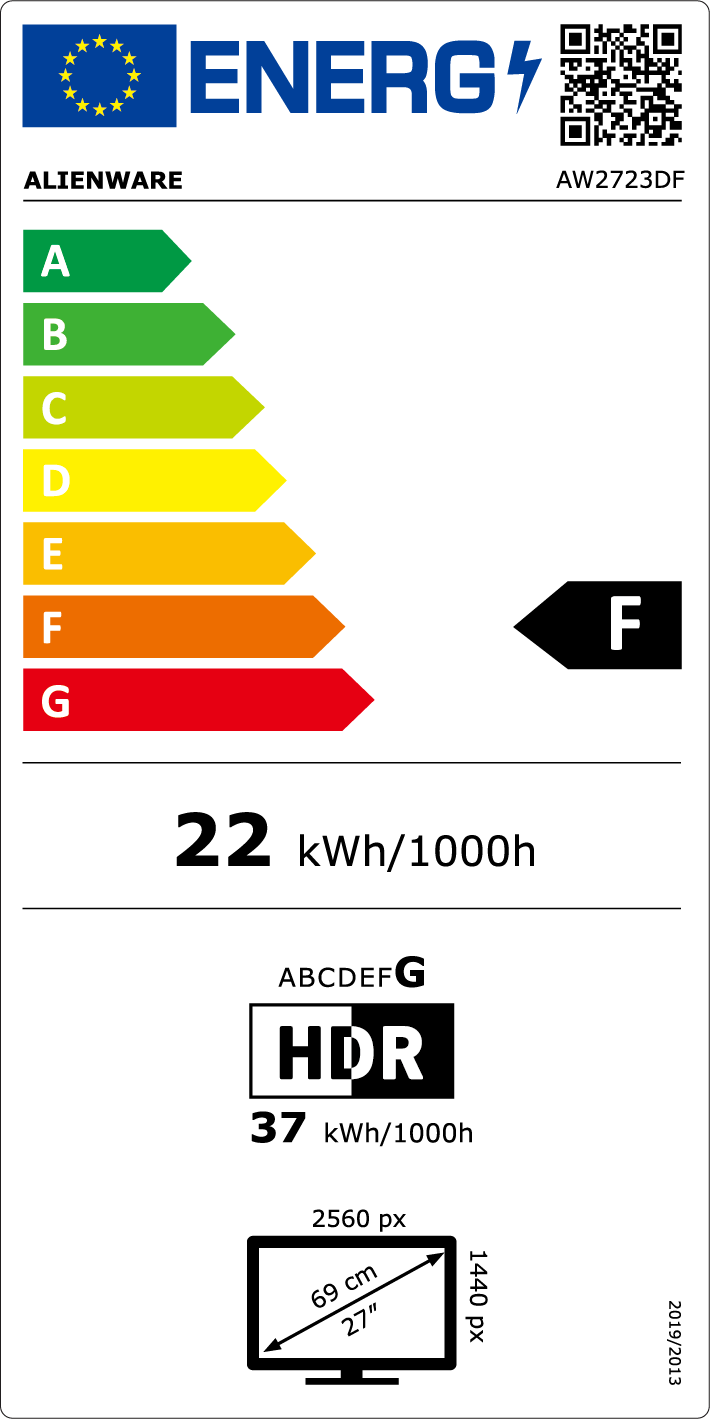 ENERG
ALIENWARE
AW2723DF
A
B
C
D
E
F
F
G
22 kWh/1000h
ABCDEFG
HDR
37 kWh/1000h
2560 px
69 cm
27"
1440 px
2019/2013